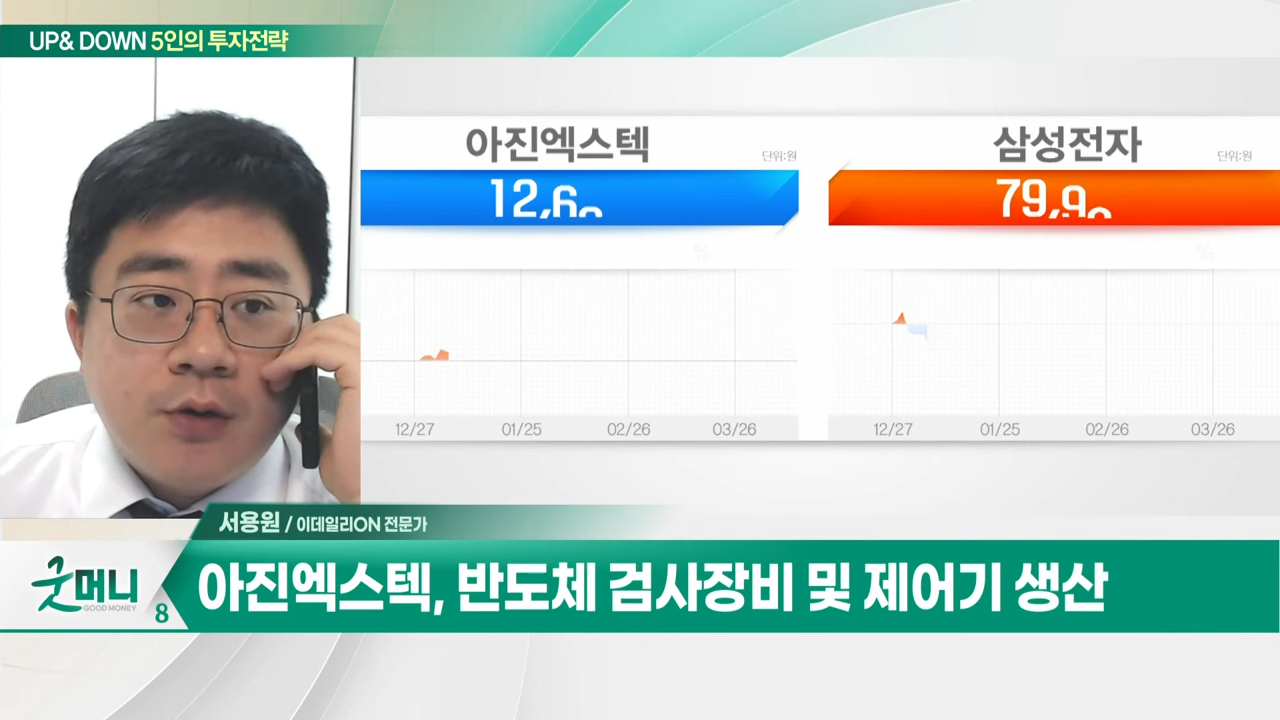 UP& DOWN 5인의 투자전략
아진엑스텍
단위:원
12,6
삼성전자
단위:원
79,9
%
%
12/27 01/25 02/26 03/26
12/27 01/25 02/26 03/26
서용원 / 이데일리ON 전문가
굿머니
GOOD MONEY
8
아진엑스텍, 반도체 검사장비 및 제어기 생산